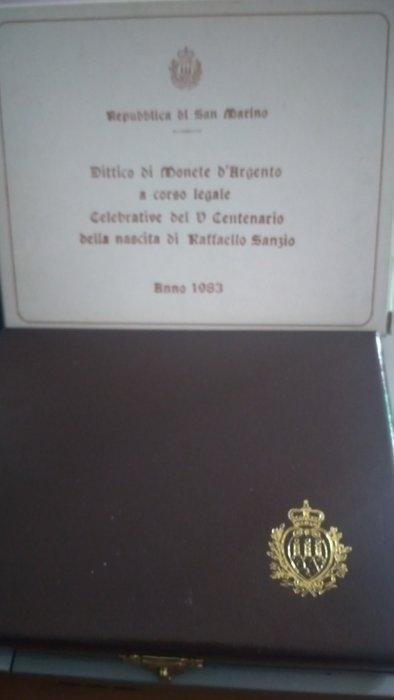 Repubblica di San Marino
Dittico di Monete d'Argento
a corso legale
Celebrative del V Centenario
della nascita di Raffaello Sanzio
Anno 1983